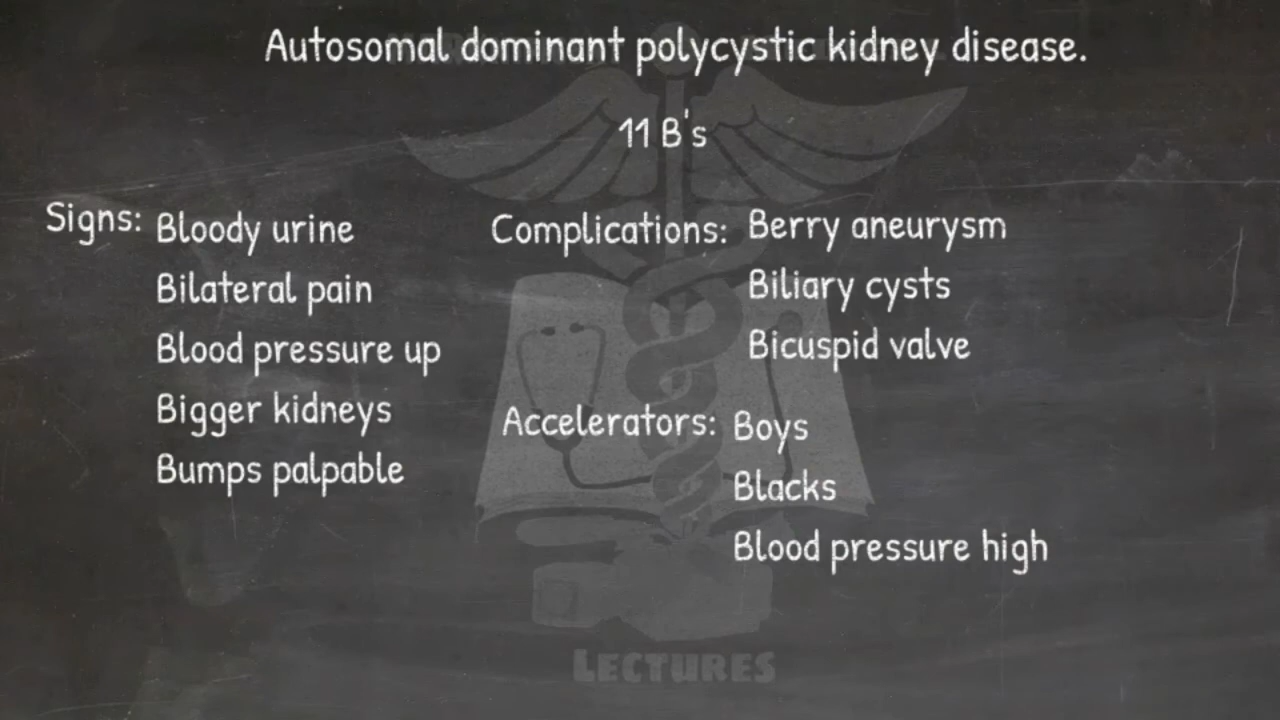 Autosomal dominant polycystic kidney disease.
11 B's
Signs: Bloody urine
Bilateral pain
Blood pressure up
Bigger kidneys
Bumps palpable
Complications: Berry aneurysm
Biliary cysts
Bicuspid valve
Accelerators: Boys
Blacks
Blood pressure high
LECTURES